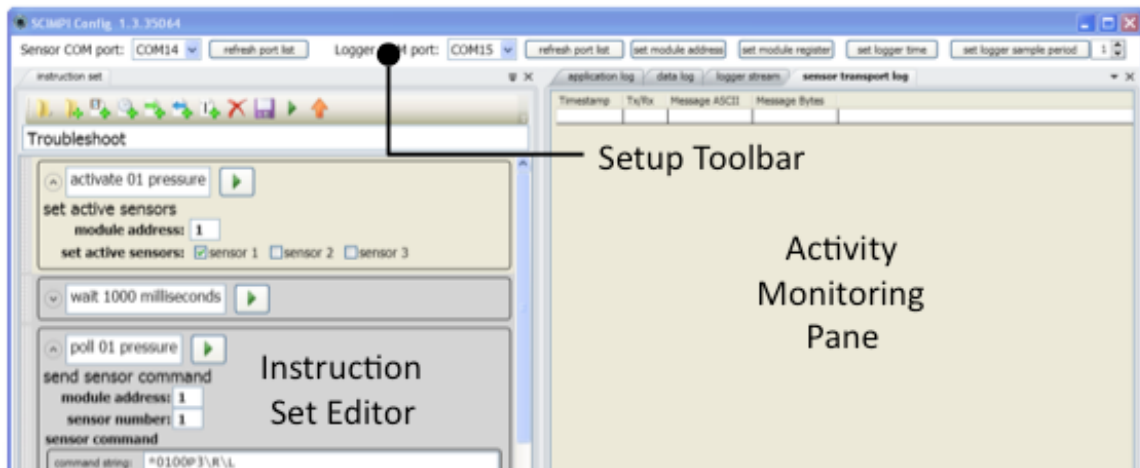 SCIMPI Config 1.3.35064
Sensor COM port: COM14 refresh port list Logger COM port: COM15 refresh port list set module address set module register set logger time set logger sample period 1
instruction set
application log data log logger stream sensor transport log
Timestamp Tx/Rx Message ASCII Message Bytes
Troubleshoot
Setup Toolbar
activate 01 pressure
set active sensors
module address: 1
set active sensors: sensor 1 sensor 2 sensor 3
wait 1000 milliseconds
poll 01 pressure
send sensor command
module address: 1
sensor number: 1
sensor command
command string: *0100P3\R\L
Instruction
Set Editor
Activity
Monitoring
Pane